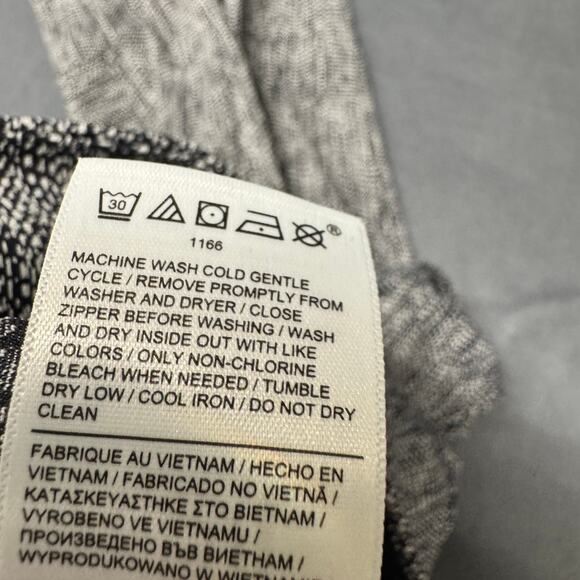 30
®
1166
MACHINE WASH COLD GENTLE
CYCLE / REMOVE PROMPTLY FROM
WASHER AND DRYER / CLOSE
ZIPPER BEFORE WASHING / WASH
AND DRY INSIDE OUT WITH LIKE
COLORS / ONLY NON-CHLORINE
BLEACH WHEN NEEDED / TUMBLE
DRY LOW / COOL IRON / DO NOT DRY
CLEAN
FABRIQUE AU VIETNAM / HECHO EN
VIETNAM / FABRICADO NO VIETNÃ /
ΚΑΤΑΣΚΕΥΑΣΤΗΚΕ ΣΤΟ ΒΙΕΤΝΑΜ /
VYROBENO VE VIETNAMU /
ПРОИЗВЕДЕНО ВЪВ ВИЕТНАМ /
WYPRODUKOWANO W WIETNAMIE